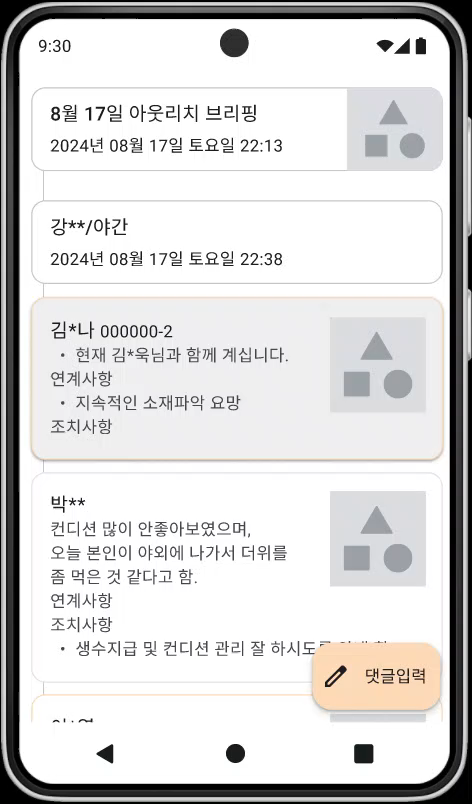 9:30
8월 17일 아웃리치 브리핑
2024년 08월 17일 토요일 22:13
강**/야간
2024년 08월 17일 토요일 22:38
김*나 000000-2
• 현재 김*욱님과 함께 계십니다.
연계사항
• 지속적인 소재파악 요망
조치사항
박**
컨디션 많이 안좋아보였으며,
오늘 본인이 야외에 나가서 더위를
좀 먹은 것 같다고 함.
연계사항
조치사항
• 생수지급 및 컨디션 관리 잘 하시도록
댓글입력